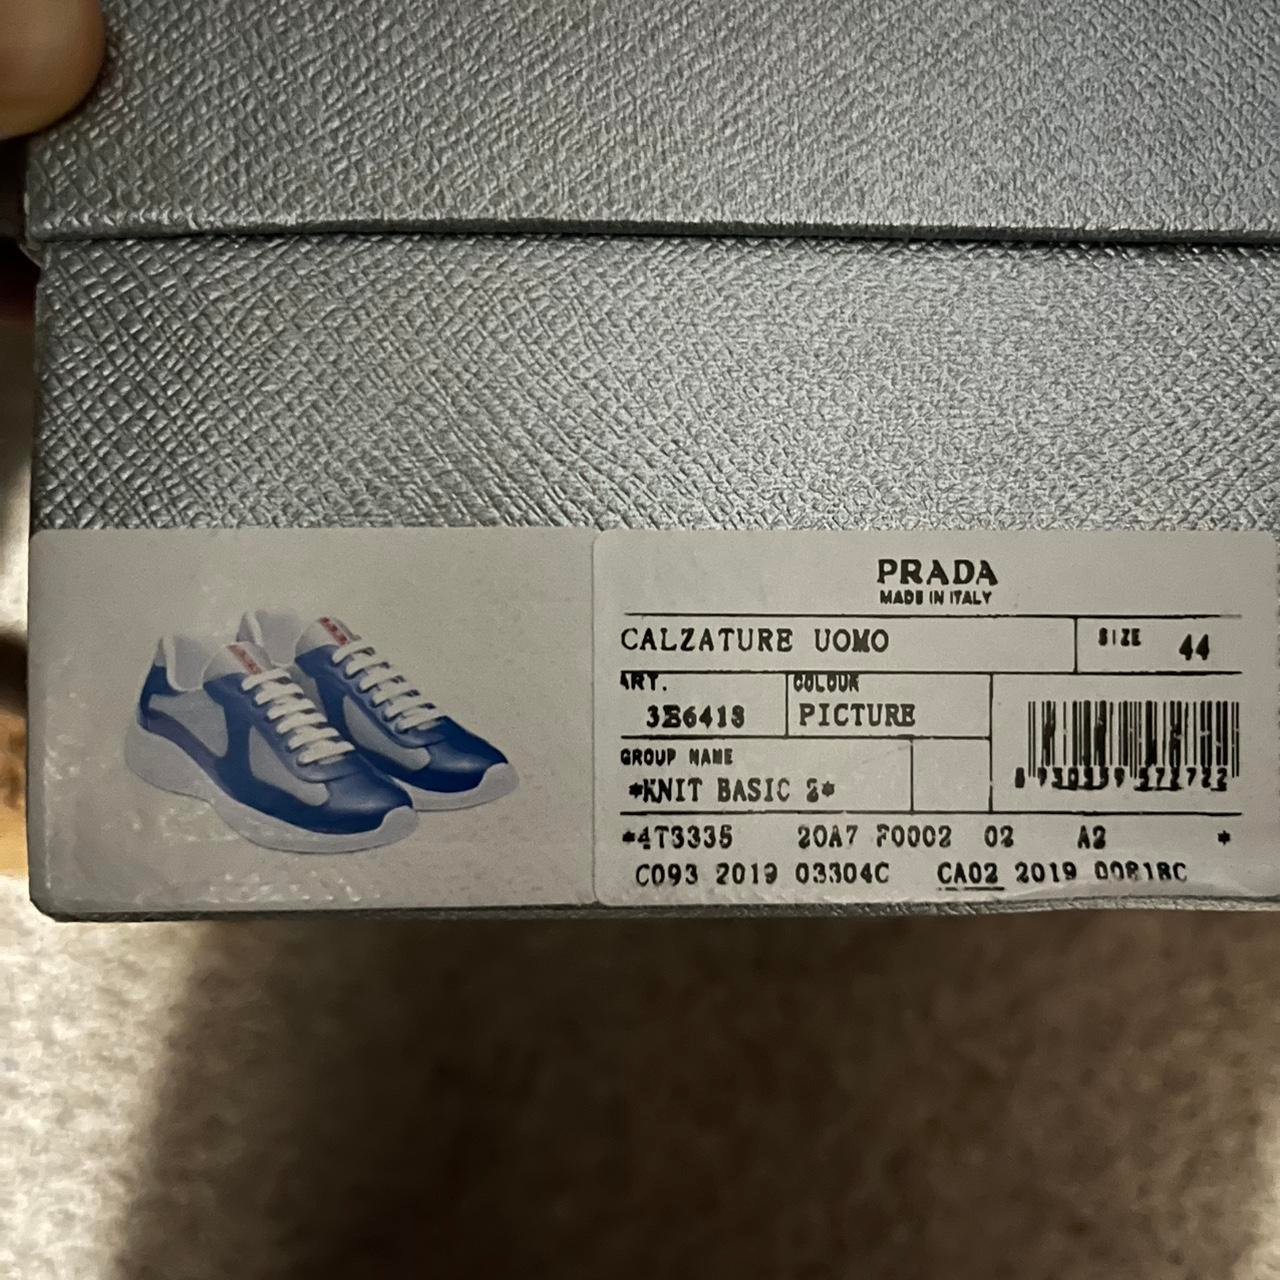 PRADA
MADE IN ITALY
CALZATURE UOMO
SIZE 44
ART.
3E6418
COLOUR
PICTURE
GROUP NAME
*KNIT BASIC 2*
*4T3335 20A7 F0002 02 A2 *
C093 2019 03304C CA02 2019 00818C